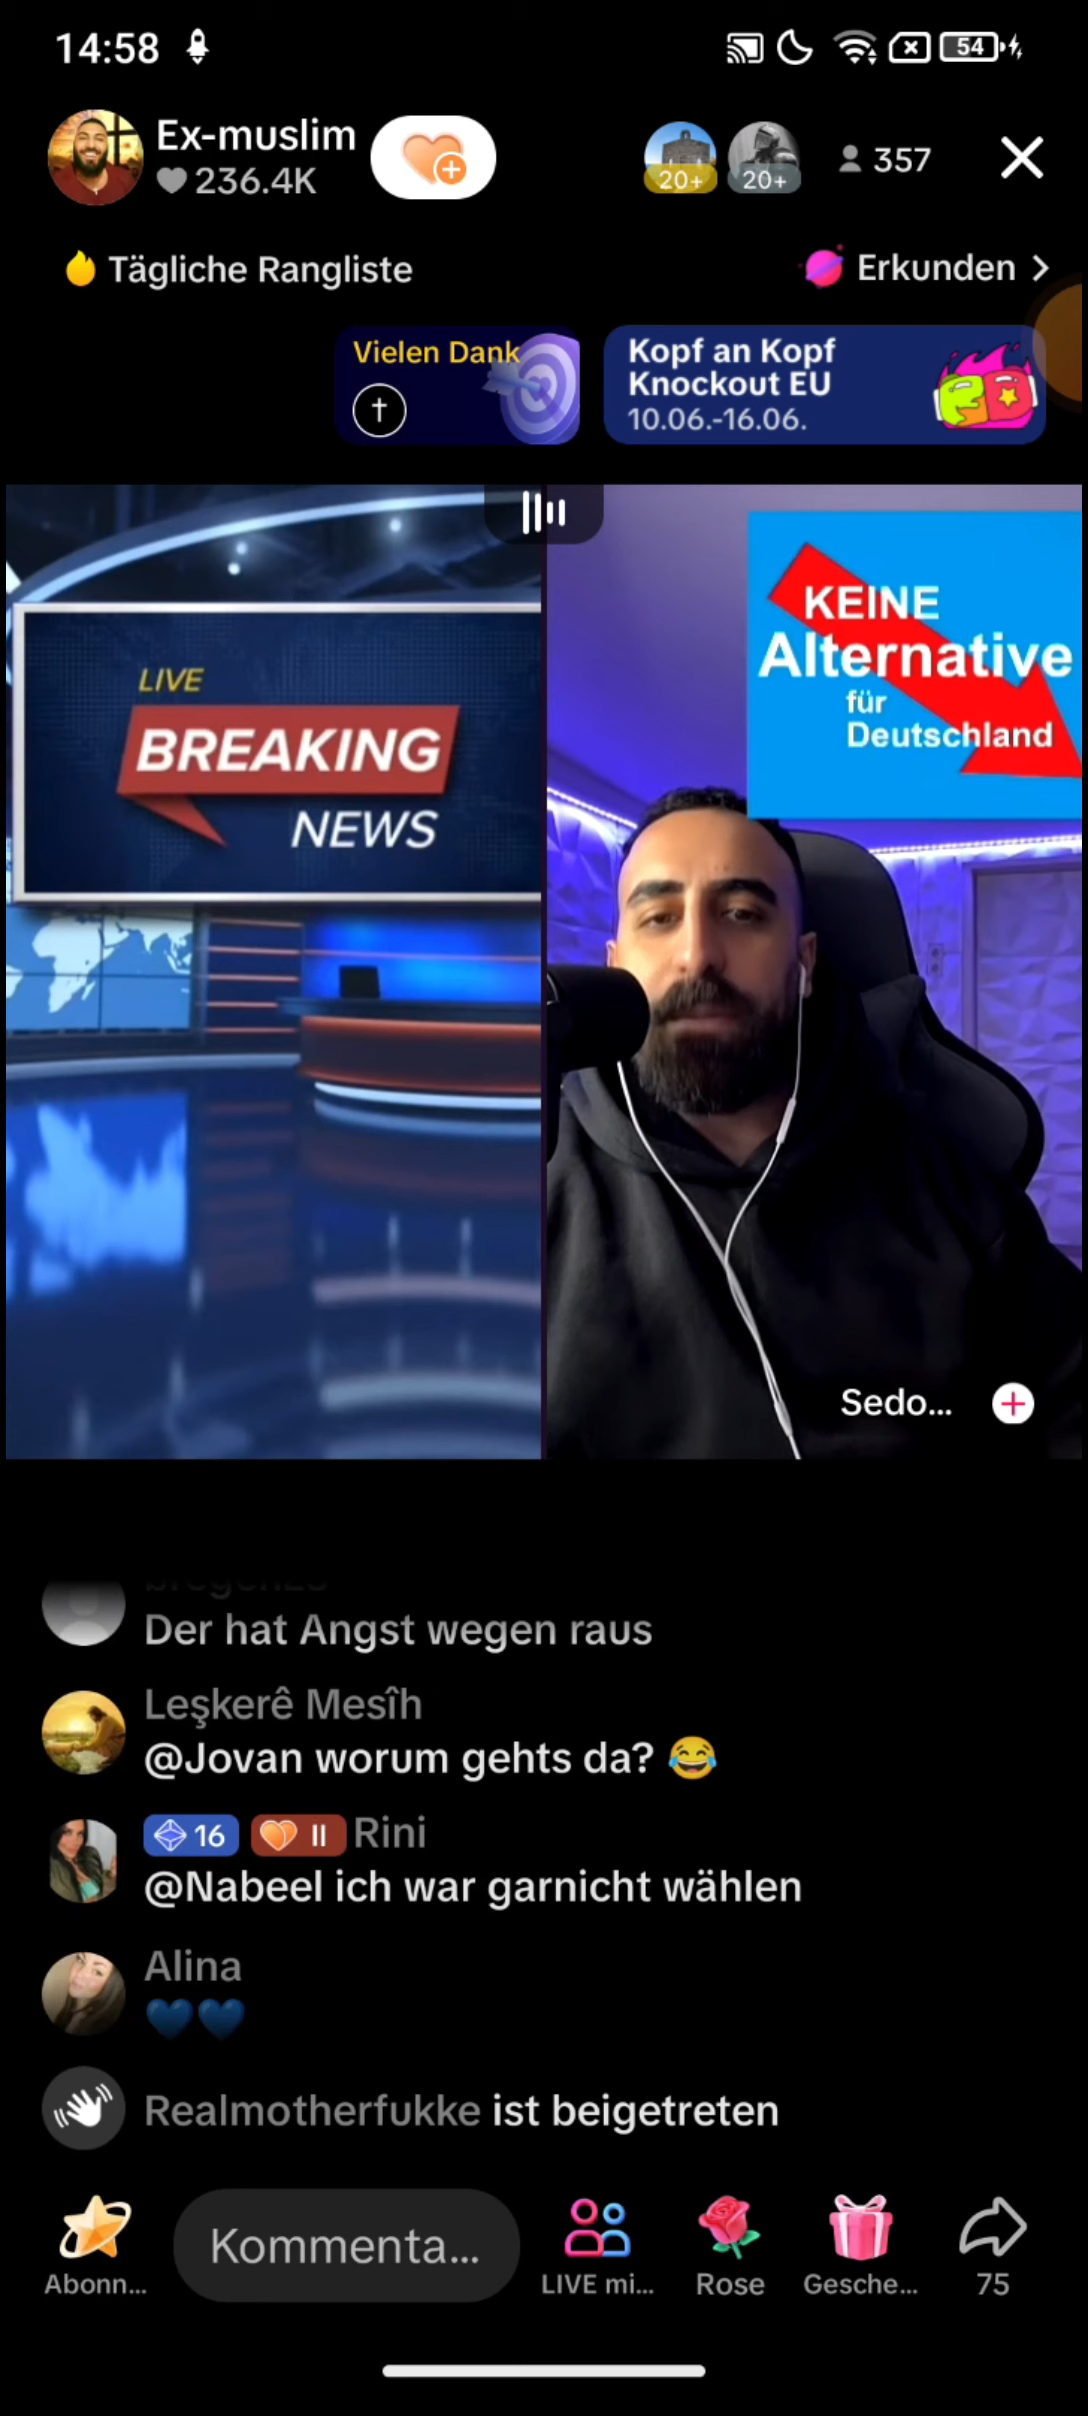 14:58
54
Ex-muslim
236.4K
20+
20+
357
Tägliche Rangliste
Erkunden >
Vielen Dank
Kopf an Kopf
Knockout EU
10.06.-16.06.
LIVE
BREAKING
NEWS
KEINE
Alternative
für
Deutschland
Sedo...
Der hat Angst wegen raus
Leşkerê Mesîh
@Jovan worum gehts da? 😂
16 II Rini
@Nabeel ich war garnicht wählen
Alina
💙💙
Realmotherfukke ist beigetreten
Kommenta...
Abonn...
LIVE mi...
Rose
Gesche...
75